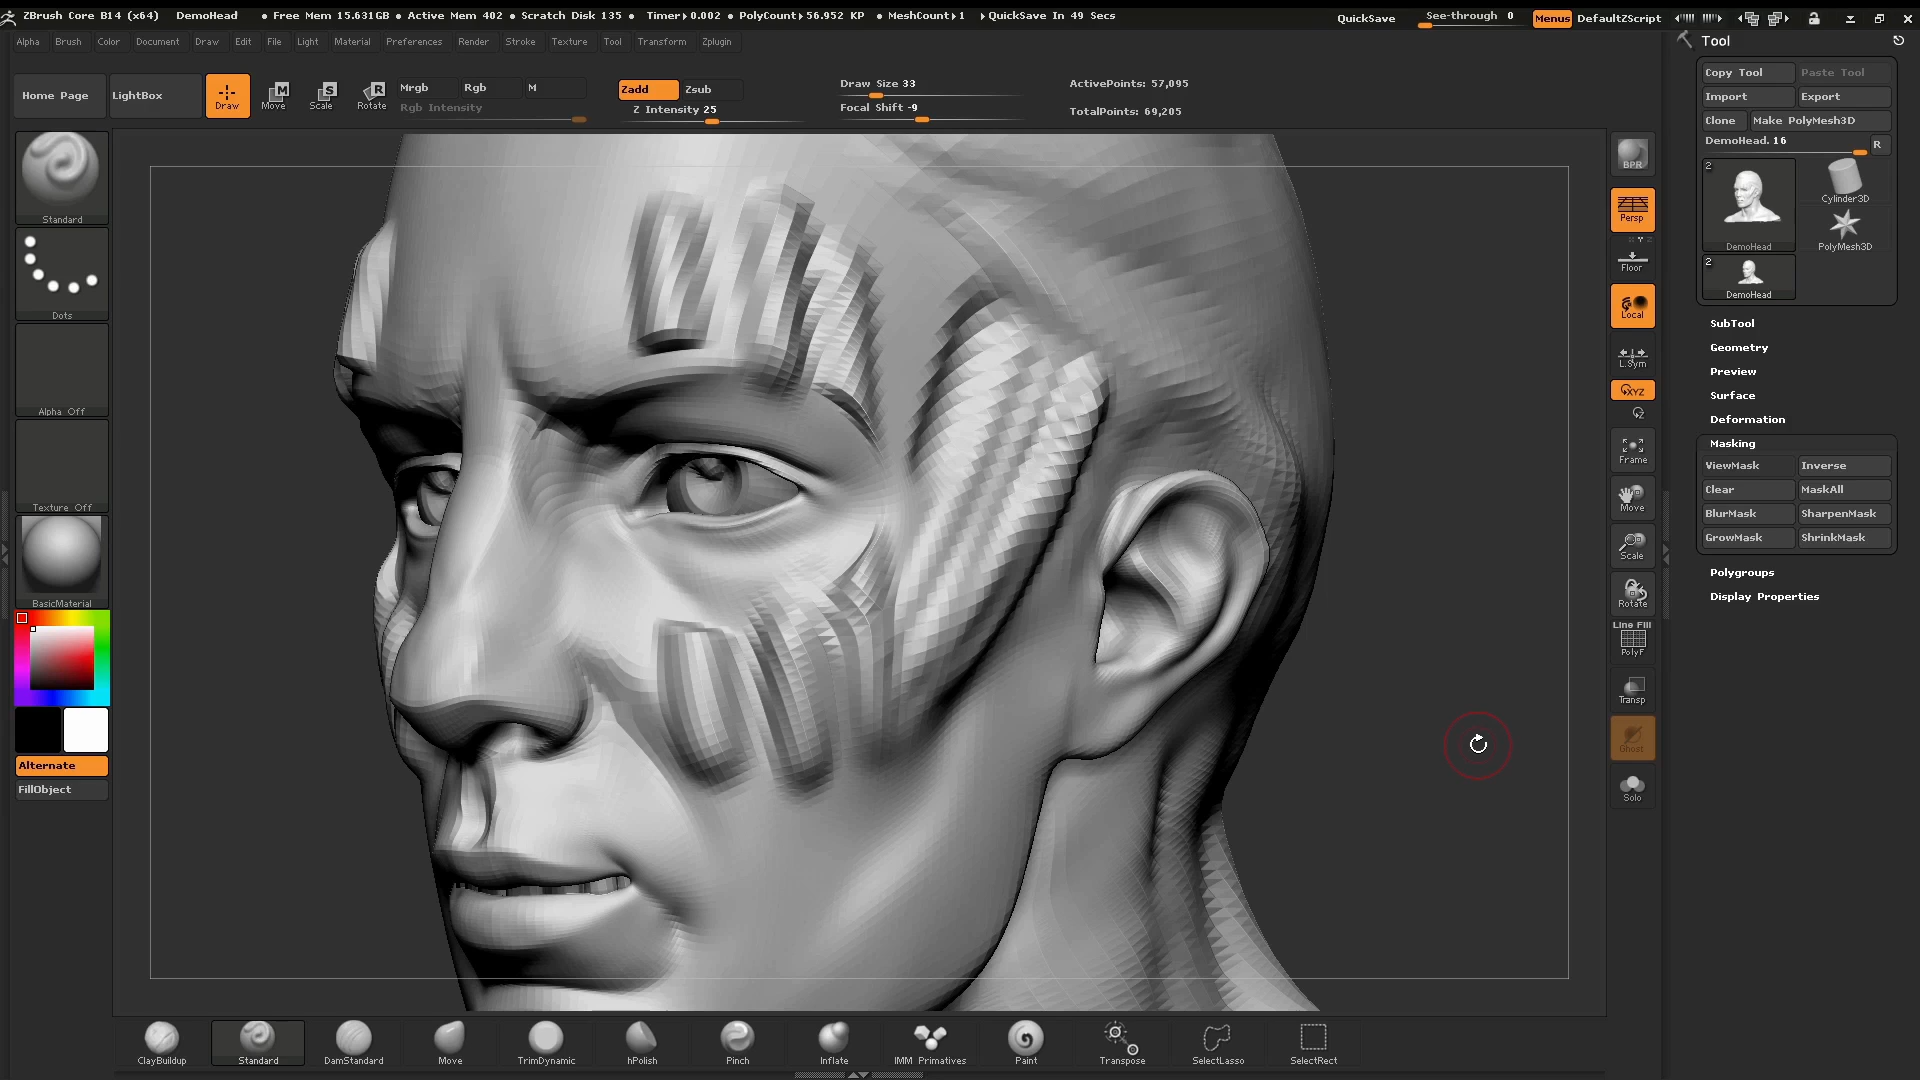 ZBrush Core B14 (x64) DemoHead • Free Mem 15.631GB • Active Mem 402 • Scratch Disk 135 • Timer▸0.002 • PolyCount▸56.952 KP • MeshCount▸1 ▸QuickSave In 49 Secs QuickSave See-through 0 Menus DefaultZScript
Alpha Brush Color Document Draw Edit File Light Material Preferences Render Stroke Texture Tool Transform Zplugin
Tool
Home Page LightBox Draw Move Scale Rotate
M S R
Mrgb Rgb M
Rgb Intensity
Zadd Zsub
Z Intensity 25
Draw Size 33
Focal Shift -9
ActivePoints: 57,095
TotalPoints: 69,205
Standard
Dots
Alpha Off
Texture Off
BasicMaterial
Alternate
FillObject
BPR
Persp
Floor
Local
L.Sym
XYZ
Z
Frame
Move
Scale
Rotate
Line Fill
PolyF
Transp
Ghost
Solo
Copy Tool Paste Tool
Import Export
Clone Make PolyMesh3D
DemoHead. 16 R
2
DemoHead
Cylinder3D
PolyMesh3D
2
DemoHead
SubTool
Geometry
Preview
Surface
Deformation
Masking
ViewMask Inverse
Clear MaskAll
BlurMask SharpenMask
GrowMask ShrinkMask
Polygroups
Display Properties
ClayBuildup Standard DamStandard Move TrimDynamic hPolish Pinch Inflate IMM Primitives Paint Transpose SelectLasso SelectRect